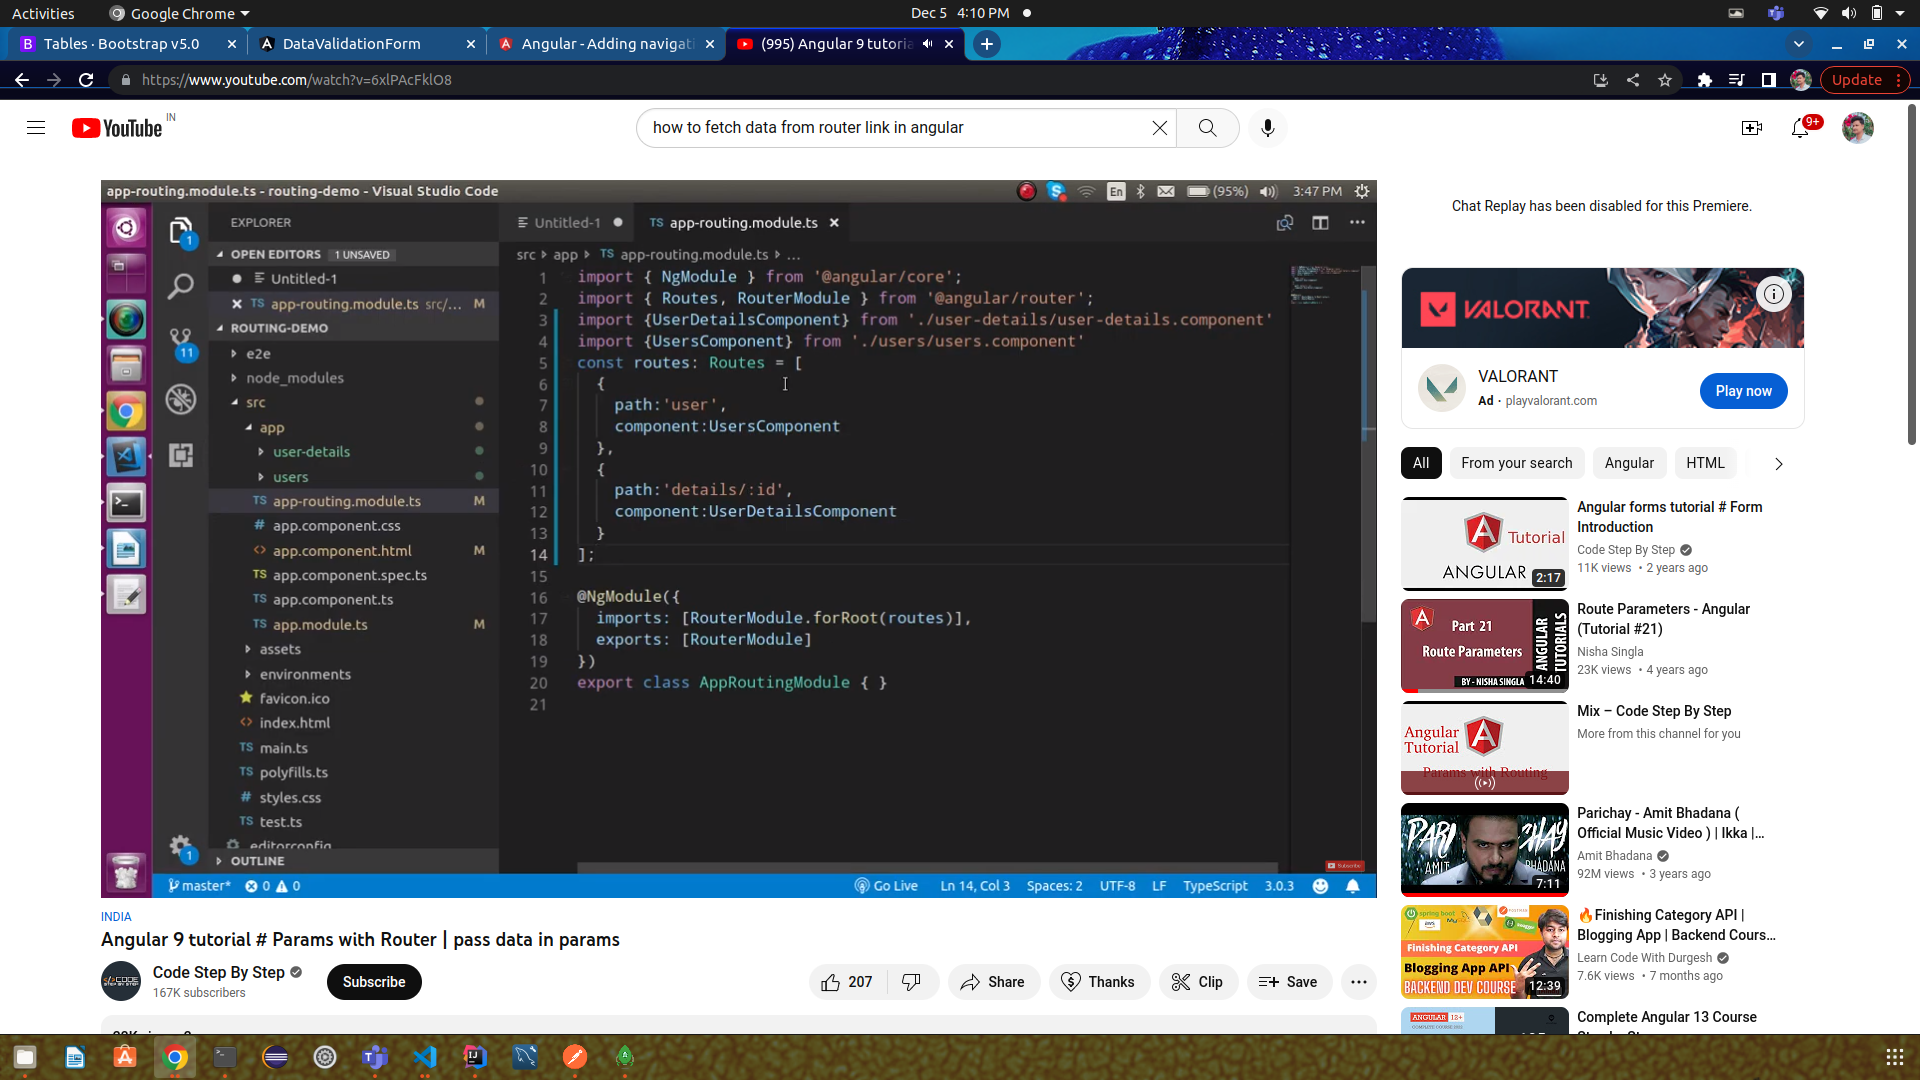 Activities
Google Chrome
Dec 5 4:10 PM
Tables · Bootstrap v5.0
DataValidationForm
Angular - Adding navigati
(995) Angular 9 tutoria
https://www.youtube.com/watch?v=6xlPAcFklO8
Update
YouTube IN
how to fetch data from router link in angular
9+
app-routing.module.ts - routing-demo - Visual Studio Code
En
(95%)
3:47 PM
EXPLORER
Untitled-1
TS app-routing.module.ts
OPEN EDITORS 1 UNSAVED
src app TS app-routing.module.ts ...
Untitled-1
TS app-routing.module.ts src/... M
ROUTING-DEMO
e2e
node_modules
src
app
user-details
users
TS app-routing.module.ts M
# app.component.css
<> app.component.html M
TS app.component.spec.ts
TS app.component.ts
TS app.module.ts M
assets
environments
favicon.ico
<> index.html
TS main.ts
TS polyfills.ts
# styles.css
TS test.ts
.editorconfig
OUTLINE
1
11
1
1 import { NgModule } from '@angular/core';
2 import { Routes, RouterModule } from '@angular/router';
3 import {UserDetailsComponent} from './user-details/user-details.component'
4 import {UsersComponent} from './users/users.component'
5 const routes: Routes = [
6 {
7 path:'user',
8 component:UsersComponent
9 },
10 {
11 path:'details/:id',
12 component:UserDetailsComponent
13 }
14 ];
15
16 @NgModule({
17 imports: [RouterModule.forRoot(routes)],
18 exports: [RouterModule]
19 })
20 export class AppRoutingModule { }
21
Subscribe
master*
0 0
Go Live
Ln 14, Col 3
Spaces: 2
UTF-8
LF
TypeScript
3.0.3
INDIA
Angular 9 tutorial # Params with Router | pass data in params
Code Step By Step
167K subscribers
Subscribe
207
Share
Thanks
Clip
Save
Chat Replay has been disabled for this Premiere.
VALORANT
VALORANT
Ad · playvalorant.com
Play now
All
From your search
Angular
HTML
Tutorial
ANGULAR
2:17
Angular forms tutorial # Form
Introduction
Code Step By Step
11K views • 2 years ago
Part 21
Route Parameters
BY - NISHA SINGLA
ANGULAR
TUTORIALS
14:40
Route Parameters - Angular
(Tutorial #21)
Nisha Singla
23K views • 4 years ago
Angular
Tutorial
Params with Routing
Mix – Code Step By Step
More from this channel for you
PARI CHAY
AMIT BHADANA
7:11
Parichay - Amit Bhadana (
Official Music Video ) | Ikka |...
Amit Bhadana
92M views • 3 years ago
spring boot
Finishing Category API
Blogging App API
BACKEND DEV COURSE
12:39
🔥Finishing Category API |
Blogging App | Backend Cours...
Learn Code With Durgesh
7.6K views • 7 months ago
ANGULAR 13+
Complete Angular 13 Course